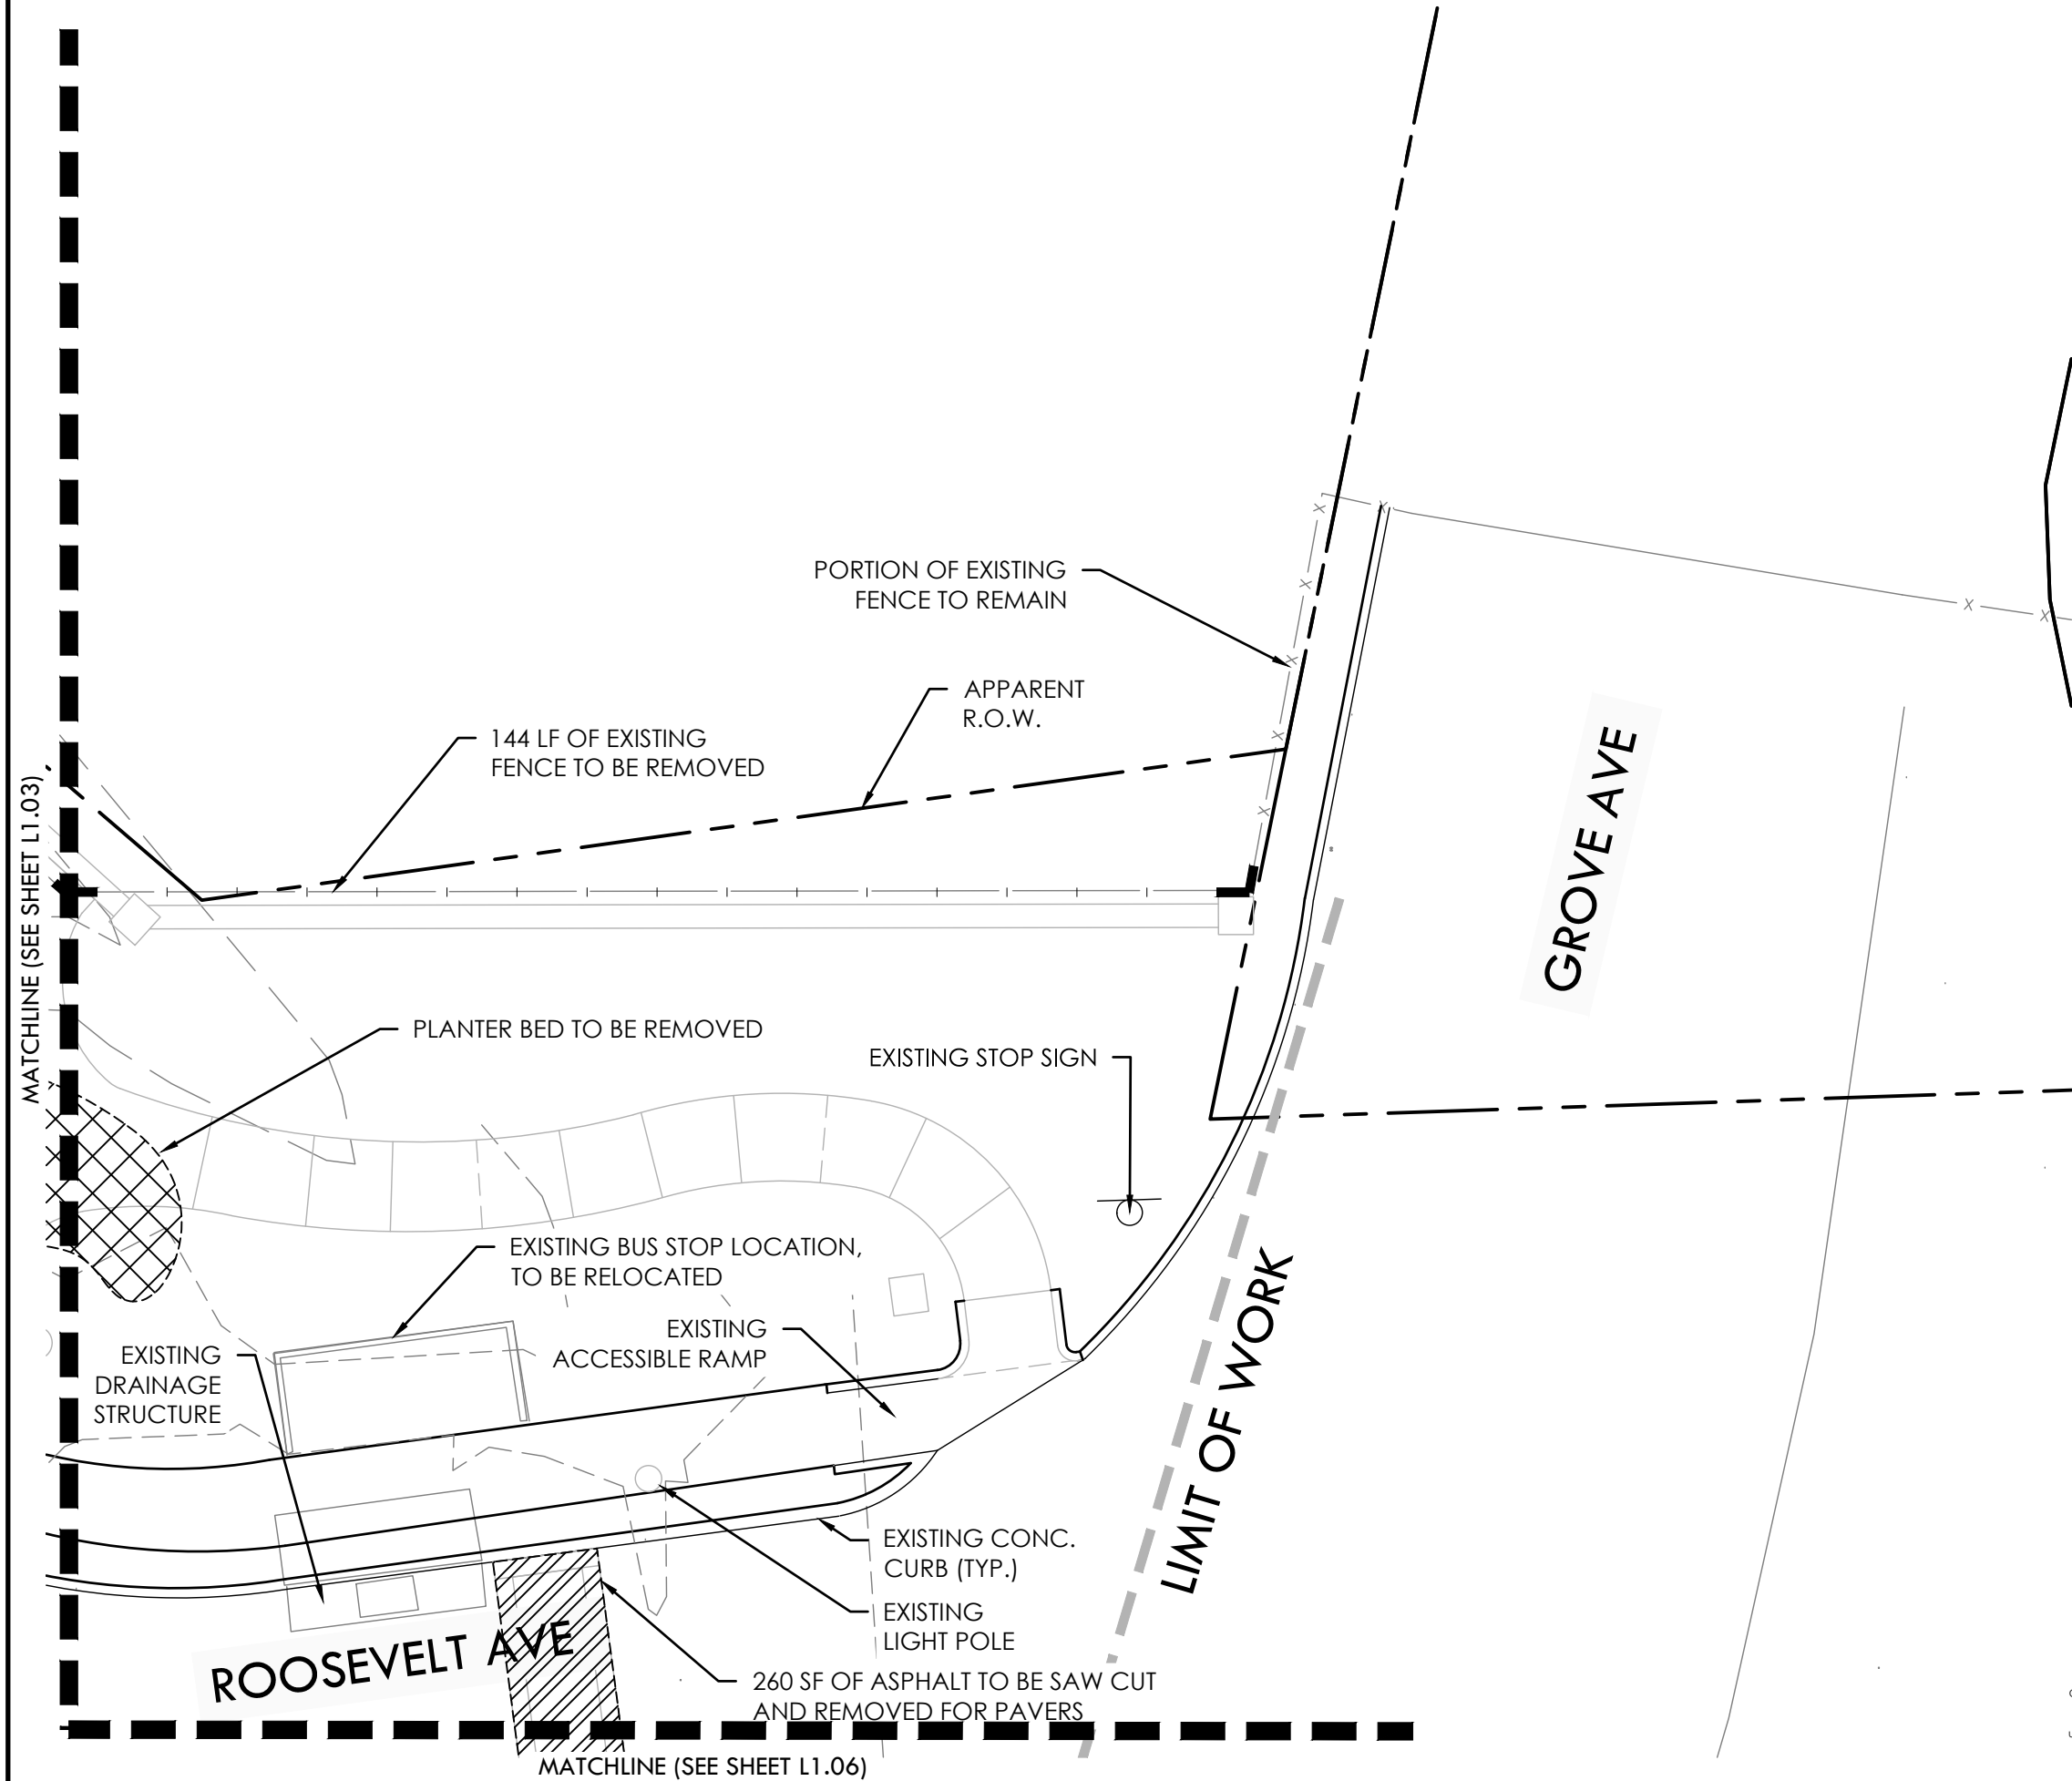 PORTION OF EXISTING
FENCE TO REMAIN
APPARENT
R.O.W.
144 LF OF EXISTING
FENCE TO BE REMOVED
GROVE AVE
MATCHLINE (SEE SHEET L1.03)
PLANTER BED TO BE REMOVED
EXISTING STOP SIGN
EXISTING BUS STOP LOCATION,
TO BE RELOCATED
EXISTING
ACCESSIBLE RAMP
EXISTING
DRAINAGE
STRUCTURE
LIMIT OF WORK
EXISTING CONC.
CURB (TYP.)
EXISTING
LIGHT POLE
ROOSEVELT AVE
260 SF OF ASPHALT TO BE SAW CUT
AND REMOVED FOR PAVERS
MATCHLINE (SEE SHEET L1.06)